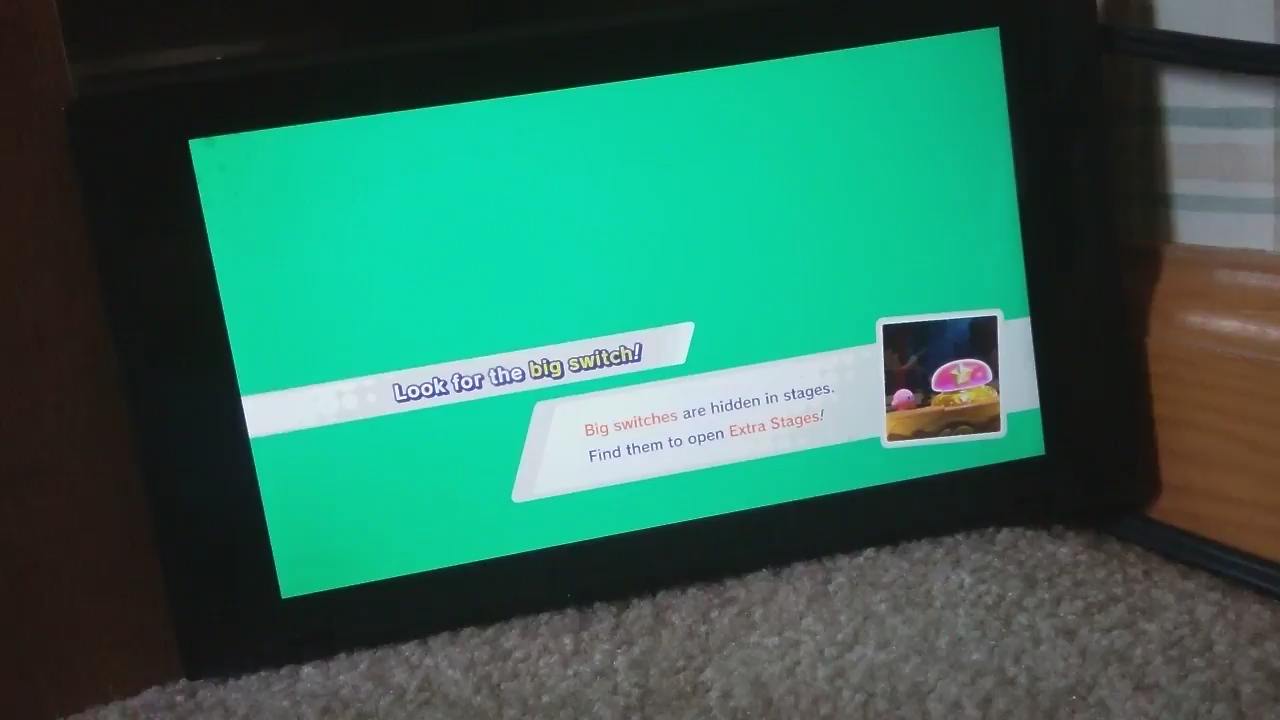 Look for the big switch!
Big switches are hidden in stages.
Find them to open Extra Stages!